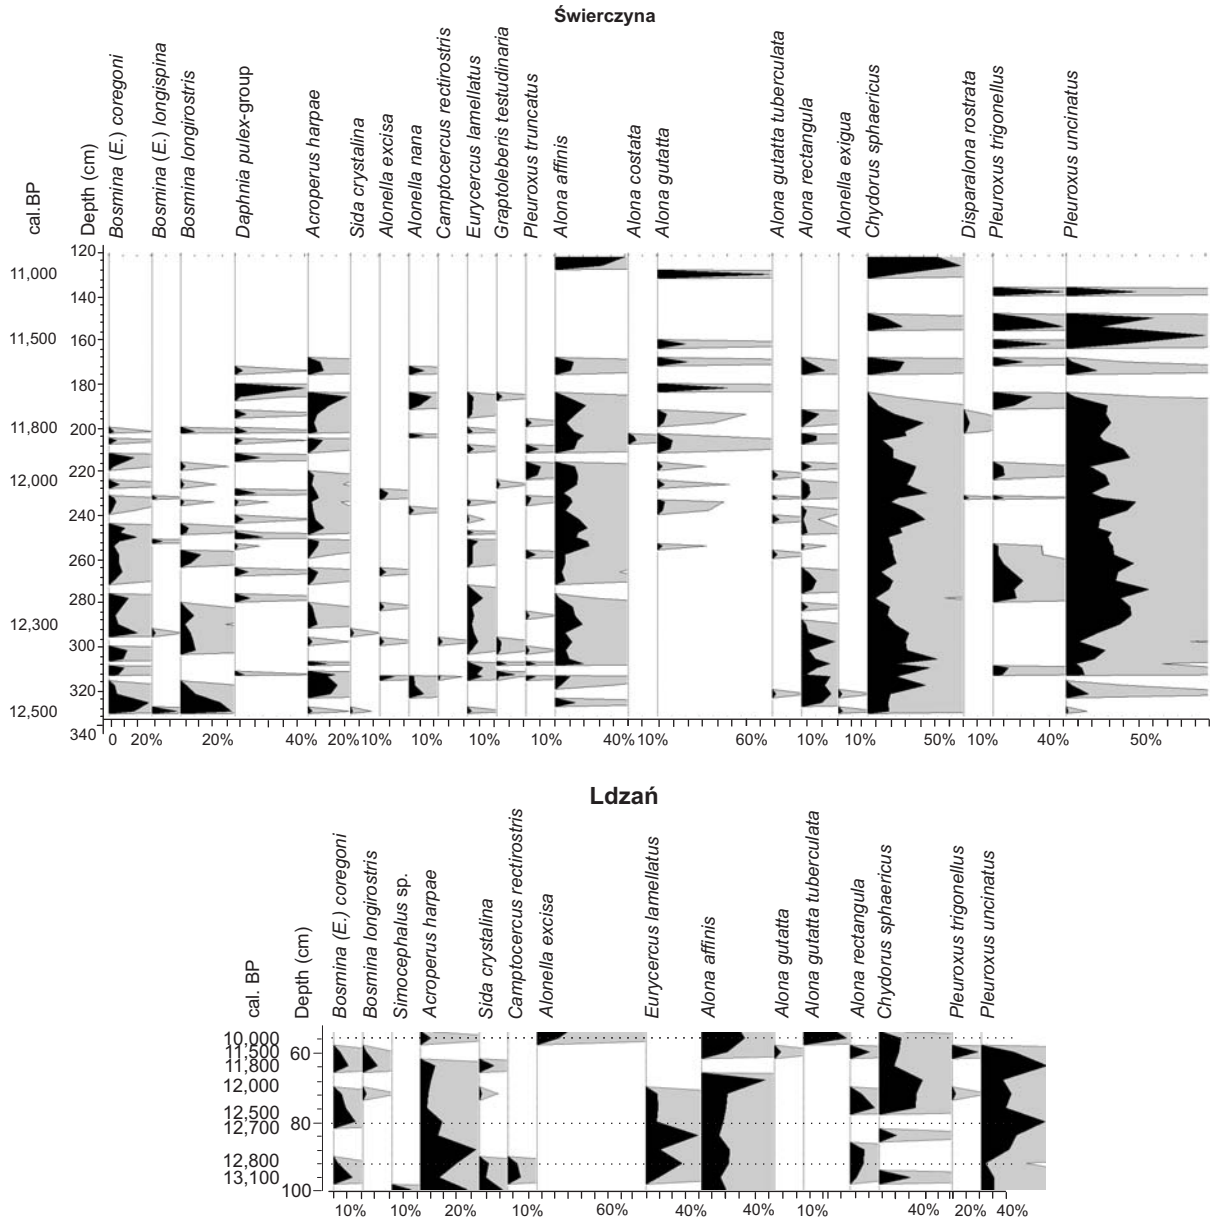 Świerczyna
cal.BP
Depth (cm)
Bosmina (E.) coregoni
Bosmina (E.) longispina
Bosmina longirostris
Daphnia pulex-group
Acroperus harpae
Sida crystalina
Alonella excisa
Alonella nana
Camptocercus rectirostris
Eurycercus lamellatus
Graptoleberis testudinaria
Pleuroxus truncatus
Alona affinis
Alona costata
Alona gutatta
Alona gutatta tuberculata
Alona rectangula
Alonella exigua
Chydorus sphaericus
Disparalona rostrata
Pleuroxus trigonellus
Pleuroxus uncinatus
120
11,000
140
11,500
160
180
11,800 200
220
12,000
240
260
280
12,300
300
320
12,500
340
0 20% 20% 40% 20% 10% 10% 10% 10% 40% 10% 60% 10% 10% 50% 10% 40% 50%
Ldzań
cal. BP
Depth (cm)
Bosmina (E.) coregoni
Bosmina longirostris
Simocephalus sp.
Acroperus harpae
Sida crystalina
Camptocercus rectirostris
Alonella excisa
Eurycercus lamellatus
Alona affinis
Alona gutatta
Alona gutatta tuberculata
Alona rectangula
Chydorus sphaericus
Pleuroxus trigonellus
Pleuroxus uncinatus
10,000
11,500 60
11,800
12,000
12,500
12,700 80
12,800
13,100
100
10% 10% 20% 10% 60% 40% 40% 10% 40% 20% 40%